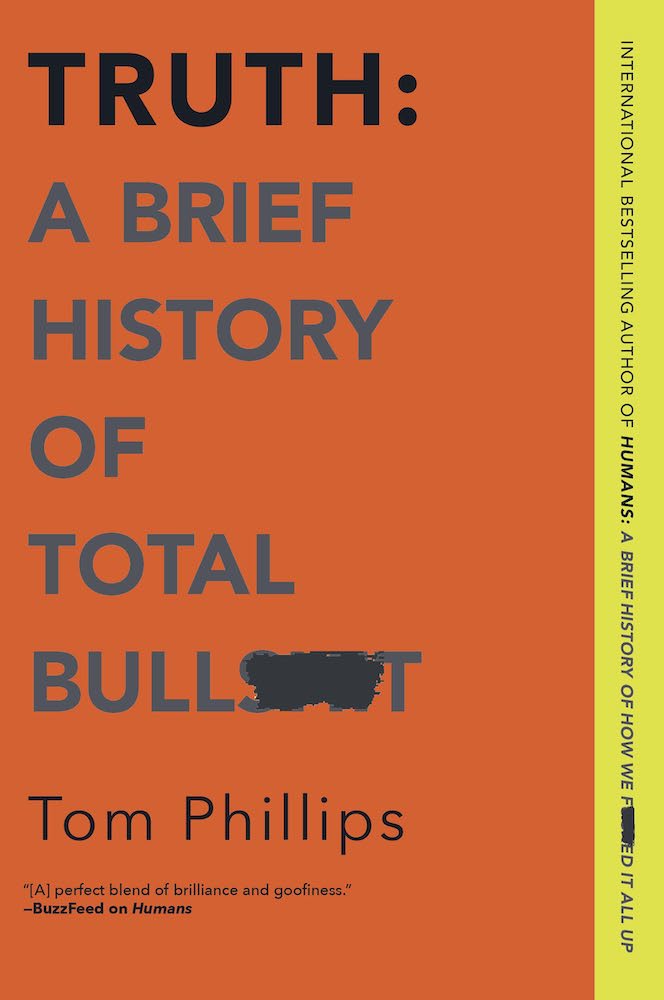 TRUTH:
A BRIEF
HISTORY
OF
TOTAL
Tom Phillips
“[A] perfect blend of brilliance and goofiness.”
—BuzzFeed on Humans
INTERNATIONAL BESTSELLING AUTHOR OF HUMANS: A BRIEF HISTORY OF HOW WE IT ALL UP